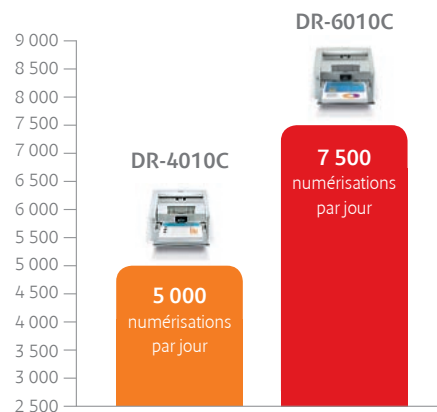 DR-6010C
9 000
8 500
8 000
7 500
7 000
6 500
6 000
5 500
5 000
4 500
4 000
3 500
3 000
2 500
DR-4010C
7 500
numérisations
par jour
5 000
numérisations
par jour